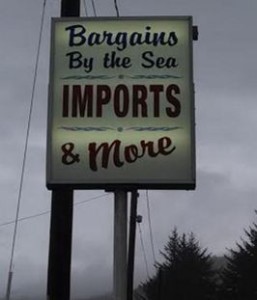 Bargains
By the Sea
IMPORTS
& More